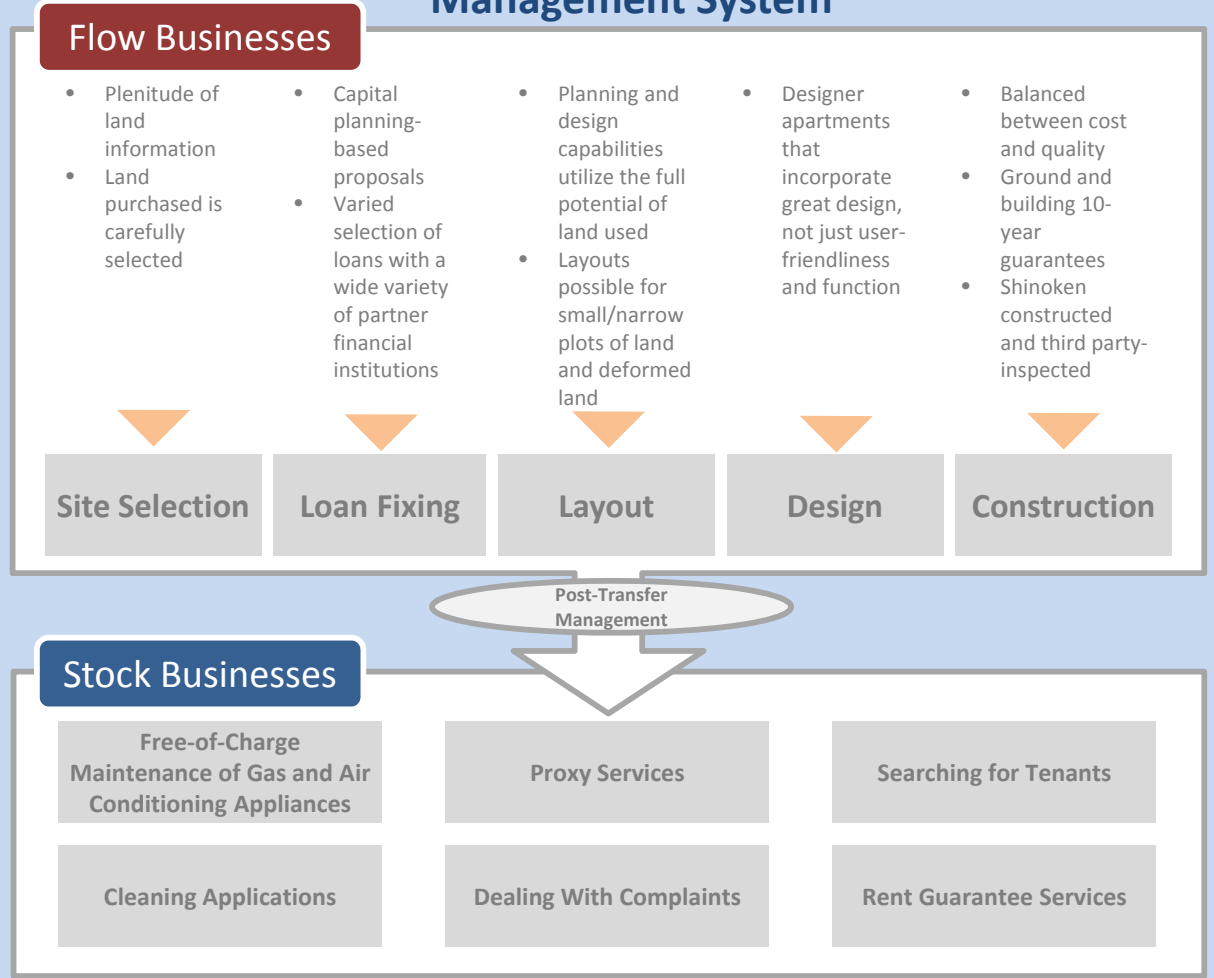 Management System
Flow Businesses
• Plenitude of
land
information
• Land
purchased is
carefully
selected
• Capital
planning-
based
proposals
• Varied
selection of
loans with a
wide variety
of partner
financial
institutions
• Planning and
design
capabilities
utilize the full
potential of
land used
• Layouts
possible for
small/narrow
plots of land
and deformed
land
• Designer
apartments
that
incorporate
great design,
not just user-
friendliness
and function
• Balanced
between cost
and quality
• Ground and
building 10-
year
guarantees
• Shinoken
constructed
and third party-
inspected
Site Selection
Loan Fixing
Layout
Design
Construction
Post-Transfer
Management
Stock Businesses
Free-of-Charge
Maintenance of Gas and Air
Conditioning Appliances
Proxy Services
Searching for Tenants
Cleaning Applications
Dealing With Complaints
Rent Guarantee Services